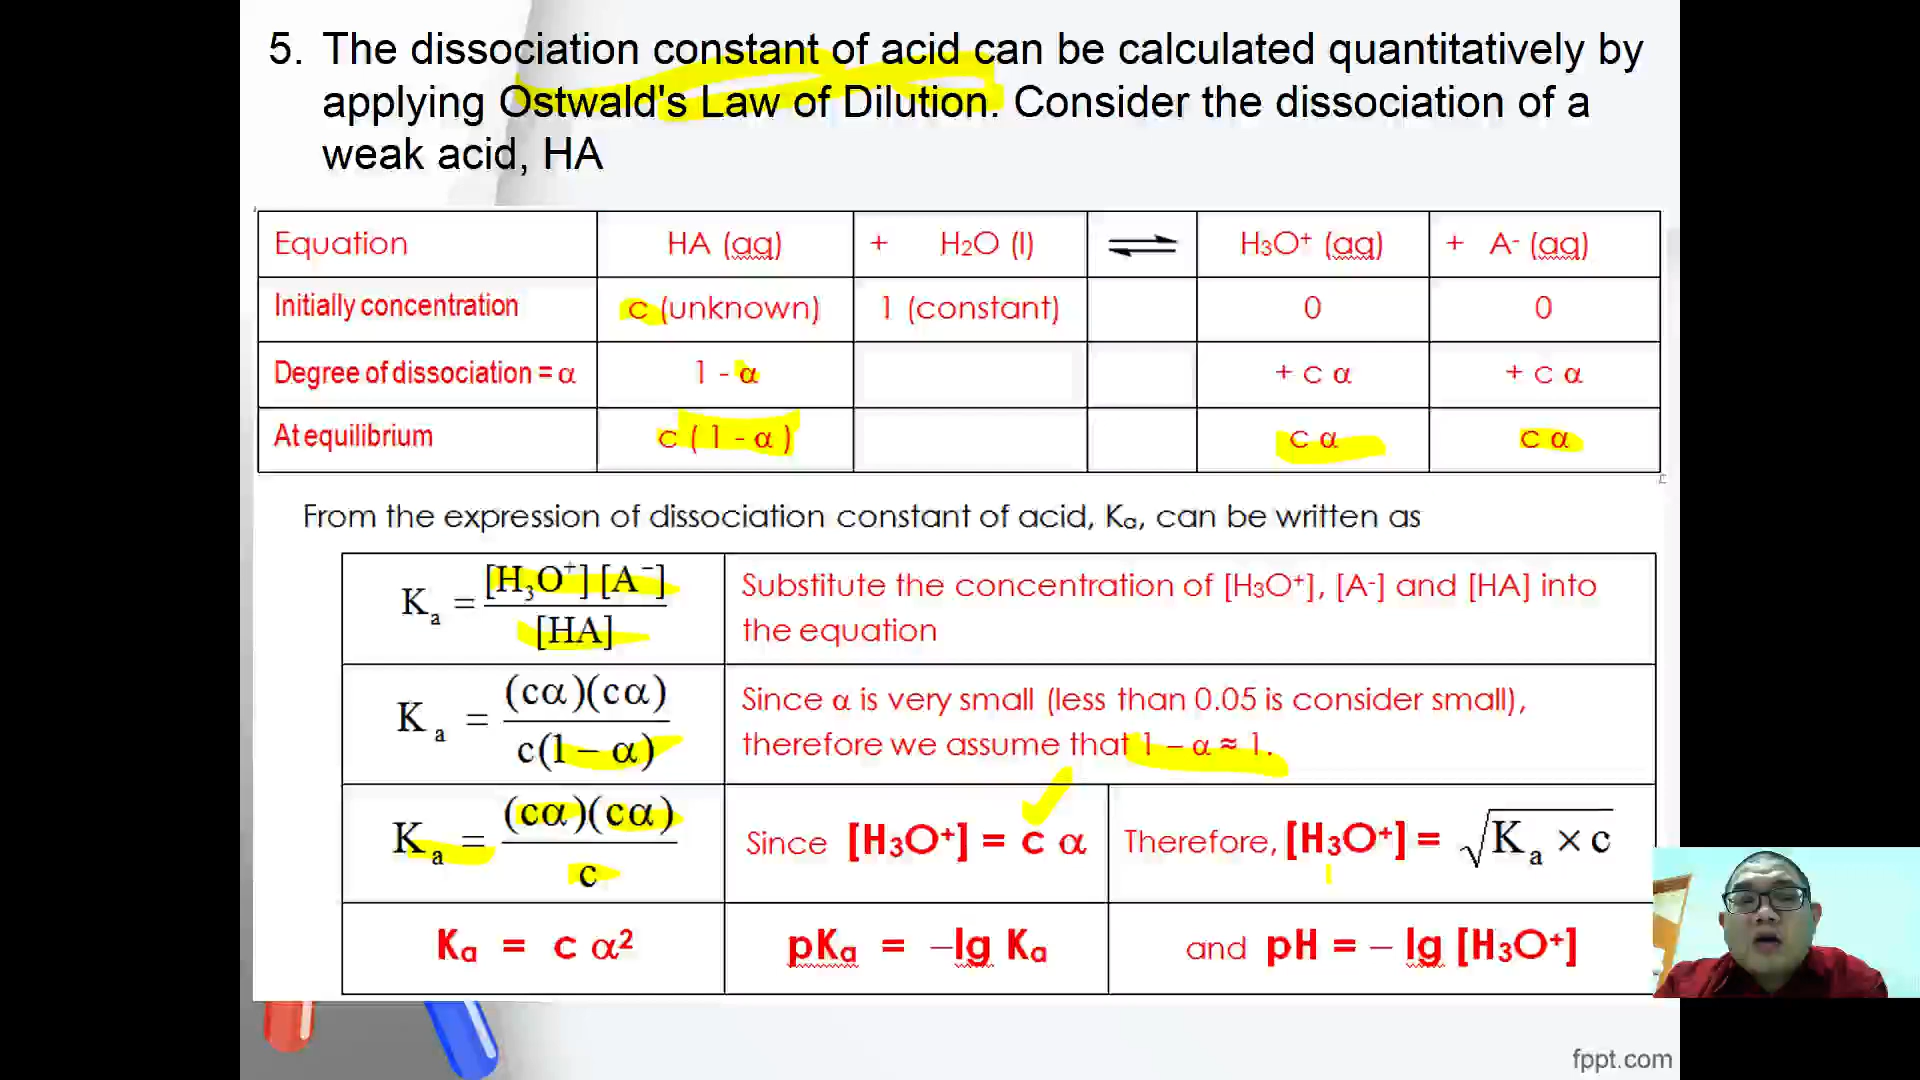 5. The dissociation constant of acid can be calculated quantitatively by
applying Ostwald's Law of Dilution. Consider the dissociation of a
weak acid, HA
Equation HA (aq) + H2O (l) ⇌ H3O⁺ (aq) + A⁻ (aq)
Initially concentration c (unknown) 1 (constant) 0 0
Degree of dissociation = α 1 - α + c α + c α
At equilibrium c ( 1 - α ) c α c α
From the expression of dissociation constant of acid, Ka, can be written as
Ka = [H3O⁺] [A⁻] / [HA]
Substitute the concentration of [H3O⁺], [A-] and [HA] into
the equation
Ka = (cα)(cα) / c(1 – α)
Since α is very small (less than 0.05 is consider small),
therefore we assume that 1 – α ≈ 1.
Ka = (cα)(cα) / c
Since [H3O⁺] = c α
Therefore, [H3O⁺] = √Ka × c
Ka = c α²
pKa = –lg Ka
and pH = – lg [H3O⁺]
fppt.com